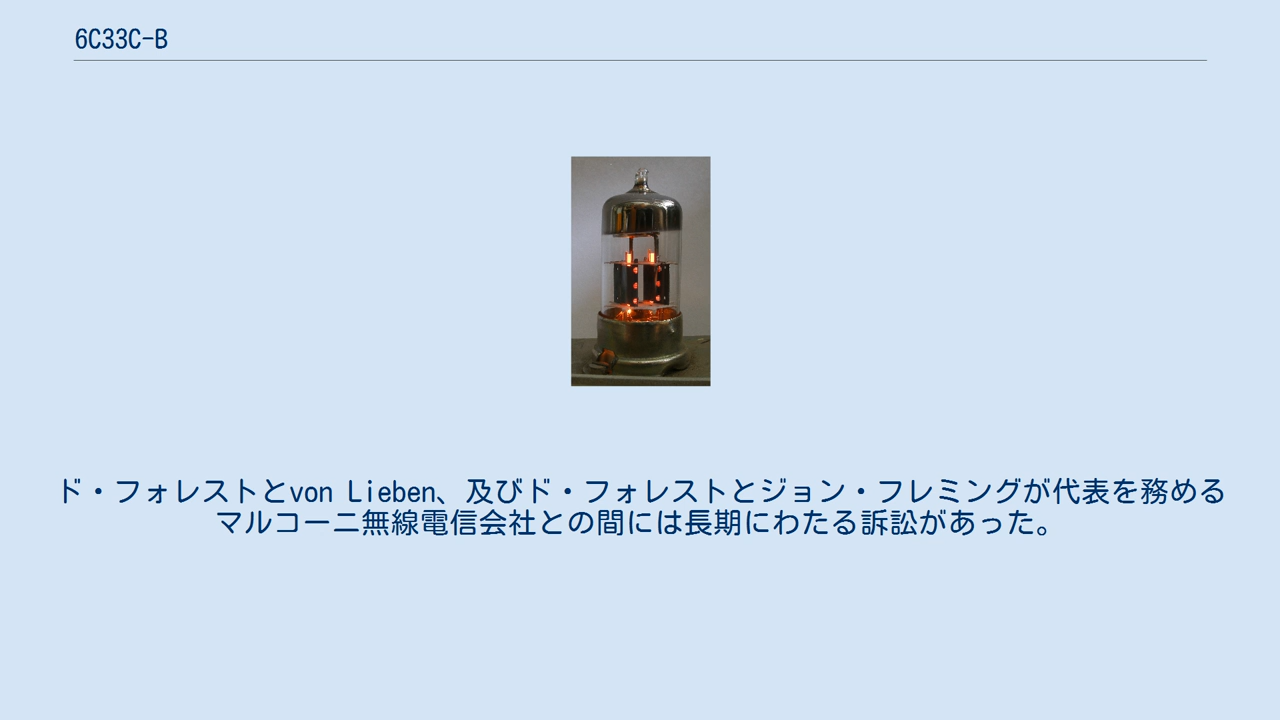 6C33C-B
ド・フォレストとvon Lieben、及びド・フォレストとジョン・フレミングが代表を務める
マルコーニ無線電信会社との間には長期にわたる訴訟があった。